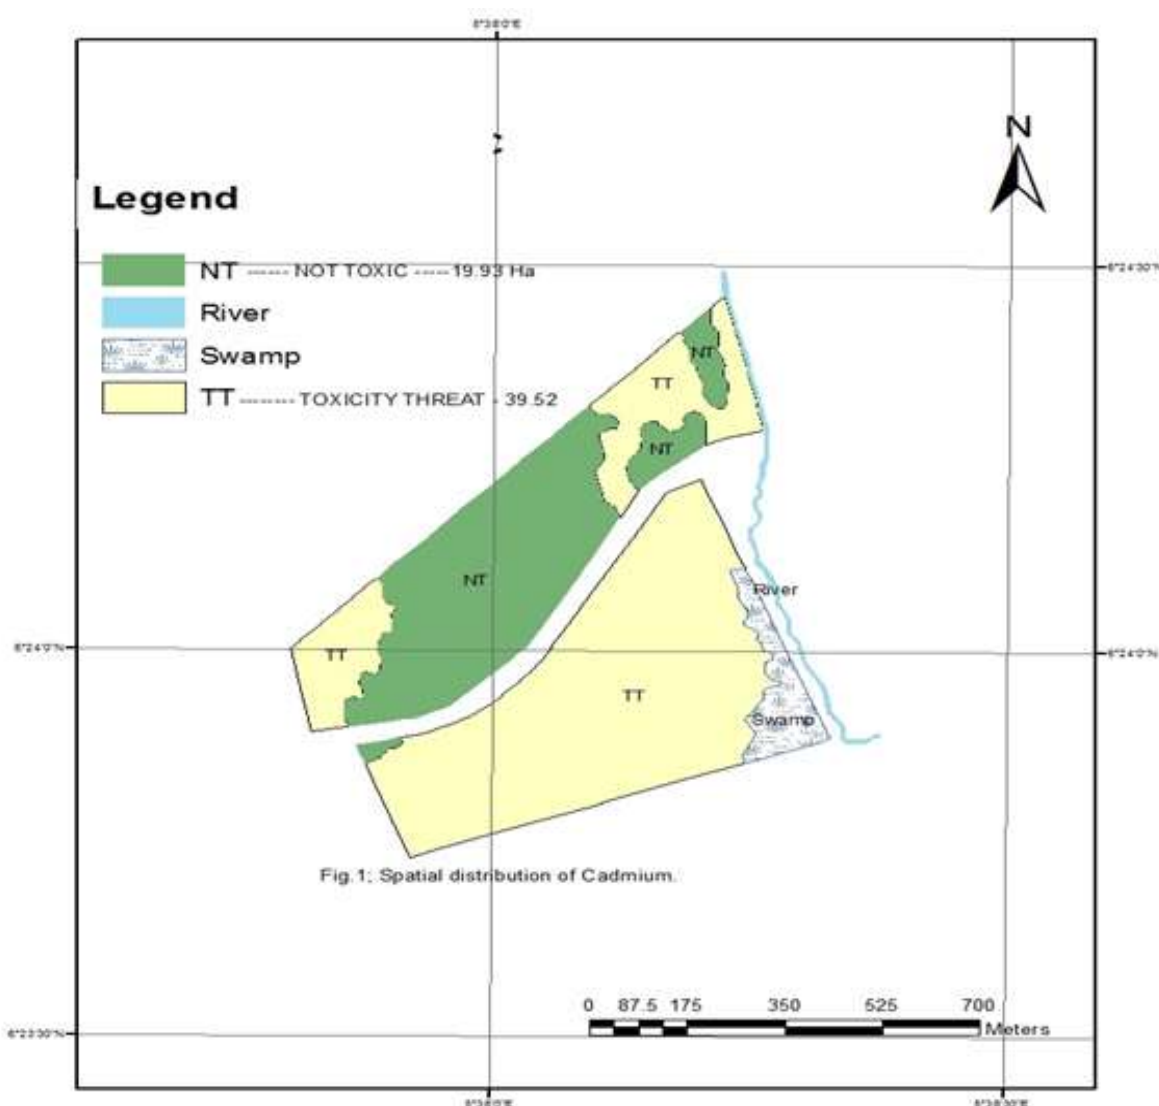 N
Legend
NT ------ NOT TOXIC ----- 19.93 Ha
River
Swamp
TT -------- TOXICITY THREAT - 39.52
NT
TT
NT
NT
River
TT
TT
Swamp
Fig.1; Spatial distribution of Cadmium.
0 87.5 175 350 525 700
Meters